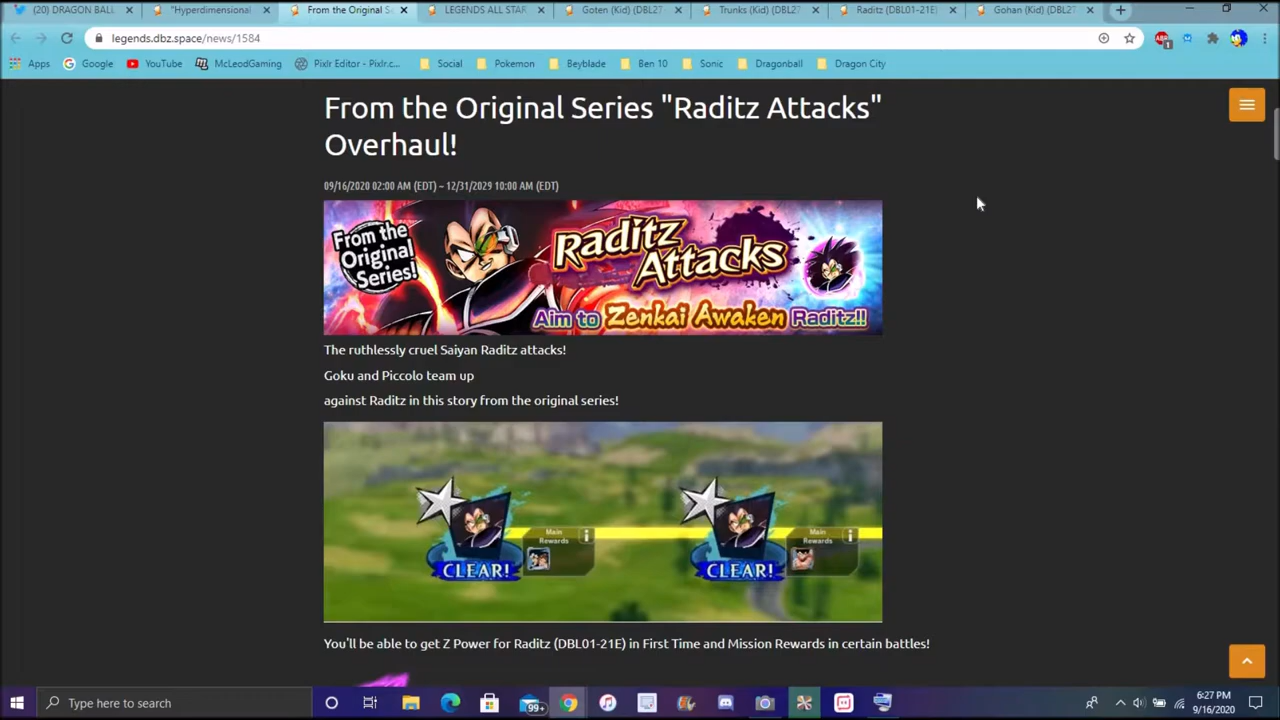 (20) DRAGON BALL
"Hyperdimensional
From the Original S
LEGENDS ALL STAR
Goten (Kid) (DBL27
Trunks (Kid) (DBL27
Raditz (DBL01-21E)
Gohan (Kid) (DBL27
legends.dbz.space/news/1584
Apps
Google
YouTube
McLeodGaming
Pixlr Editor - Pixlr.c...
Social
Pokemon
Beyblade
Ben 10
Sonic
Dragonball
Dragon City
From the Original Series "Raditz Attacks"
Overhaul!
09/16/2020 02:00 AM (EDT) ~ 12/31/2029 10:00 AM (EDT)
From the
Original
Series!
Raditz
Attacks
Aim to Zenkai Awaken Raditz!!
The ruthlessly cruel Saiyan Raditz attacks!
Goku and Piccolo team up
against Raditz in this story from the original series!
Main
Rewards
CLEAR!
Main
Rewards
CLEAR!
You'll be able to get Z Power for Raditz (DBL01-21E) in First Time and Mission Rewards in certain battles!
Type here to search
99+
6:27 PM
9/16/2020